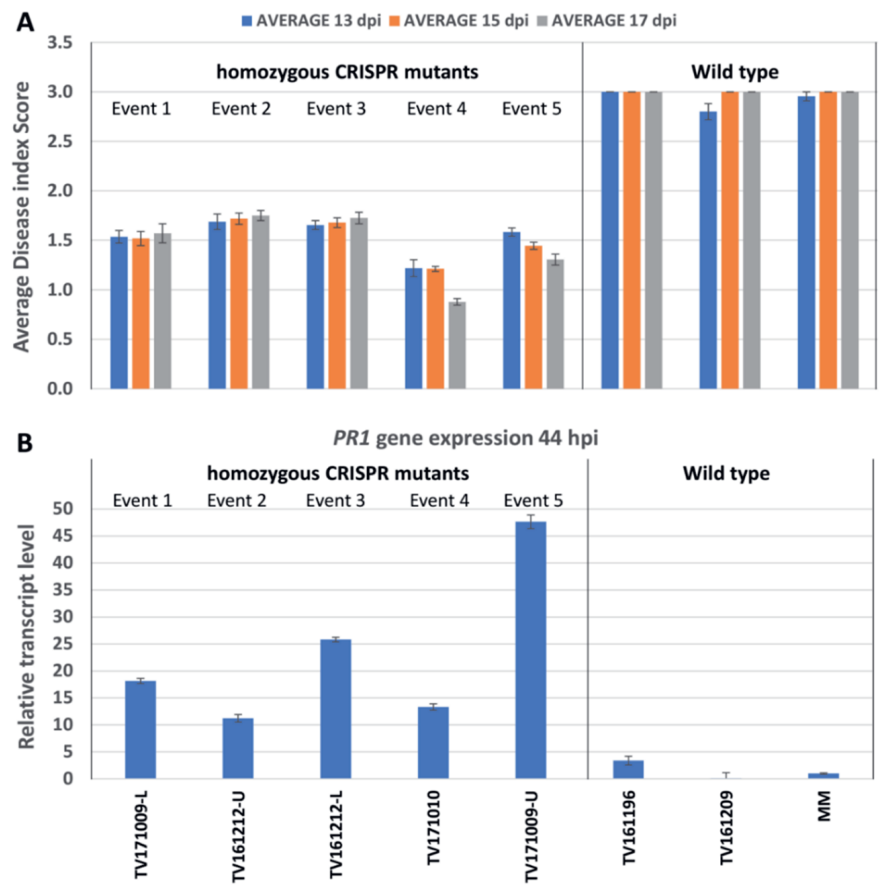 A
AVERAGE 13 dpi AVERAGE 15 dpi AVERAGE 17 dpi
Average Disease index Score
3.5
3.0
2.5
2.0
1.5
1.0
0.5
0.0
homozygous CRISPR mutants Wild type
Event 1 Event 2 Event 3 Event 4 Event 5
B
PR1 gene expression 44 hpi
homozygous CRISPR mutants Wild type
Event 1 Event 2 Event 3 Event 4 Event 5
Relative transcript level
50
45
40
35
30
25
20
15
10
5
0
TV171009-L
TV161212-U
TV161212-L
TV171010
TV171009-U
TV161196
TV161209
MM